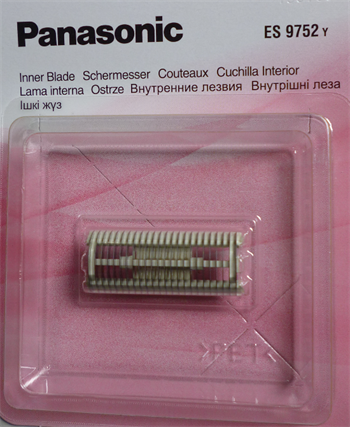 Panasonic
ES 9752 Y
Inner Blade Schermesser Couteaux Cuchilla Interior
Lama interna Ostrze Внутренние лезвия Внутрішні леза
Ішкі жүз
>PET<